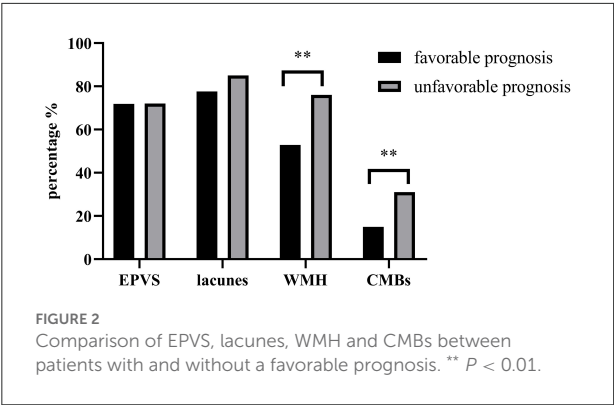 100
80
60
40
20
0
percentage %
**
**
favorable prognosis
unfavorable prognosis
EPVS lacunes WMH CMBs
FIGURE 2
Comparison of EPVS, lacunes, WMH and CMBs between
patients with and without a favorable prognosis. ** P < 0.01.